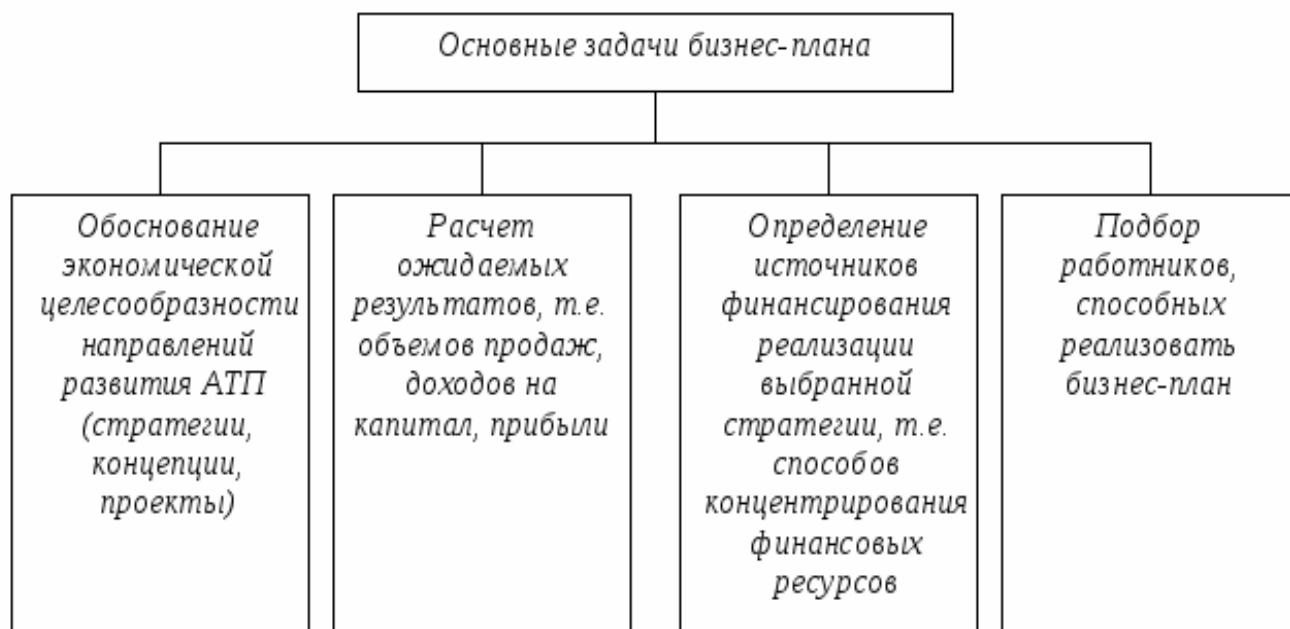 Основные задачи бизнес-плана
Обоснование
экономической
целесообразности
направлений
развития АТП
(стратегии,
концепции,
проекты)
Расчет
ожидаемых
результатов, т.е.
объемов продаж,
доходов на
капитал, прибыли
Определение
источников
финансирования
реализации
выбранной
стратегии, т.е.
способов
концентрирования
финансовых
ресурсов
Подбор
работников,
способных
реализовать
бизнес-план